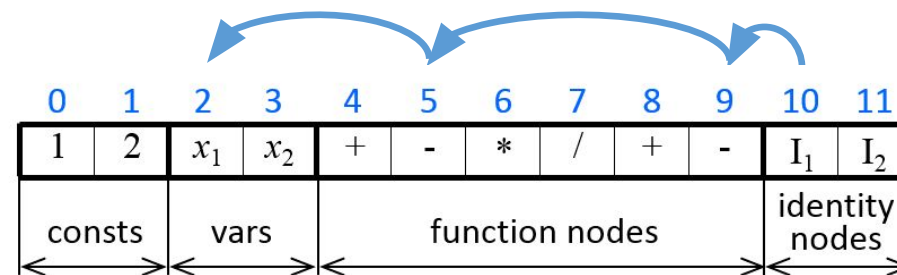 0 1 2 3 4 5 6 7 8 9 10 11
1 2 x₁ x₂ + - * / + - I₁ I₂
consts vars function nodes identity nodes